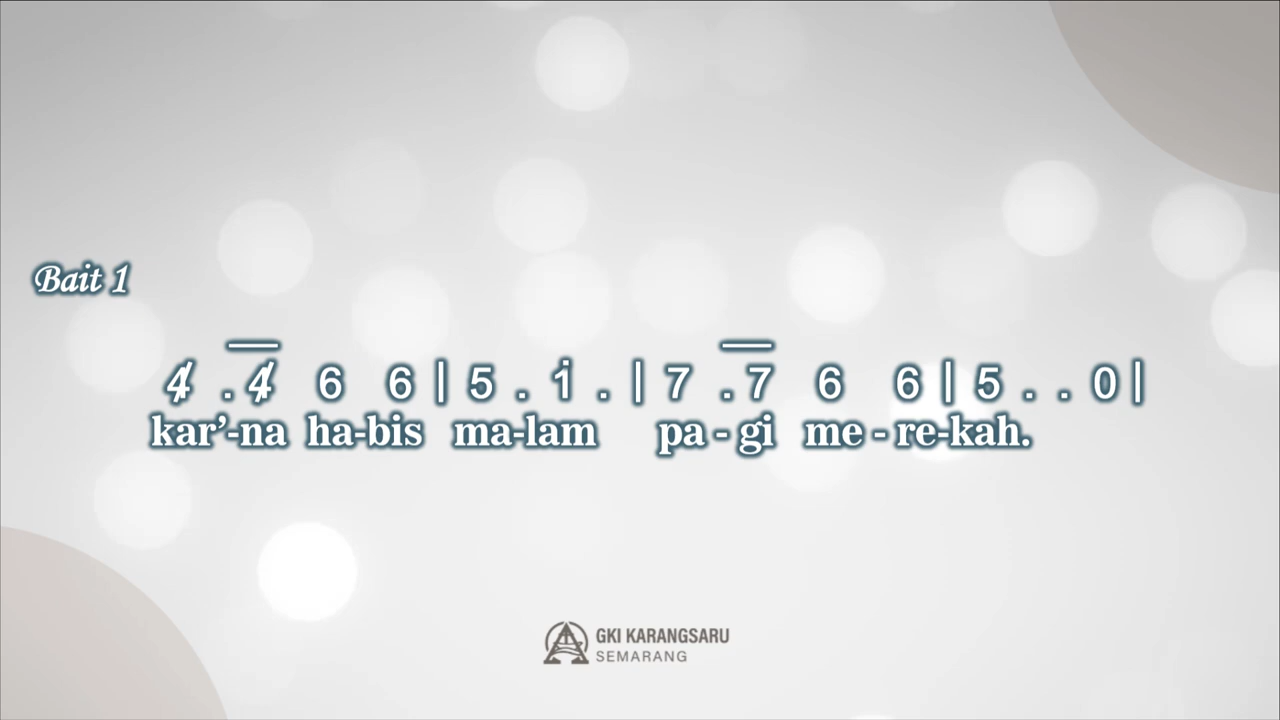 Bait 1
4̸ . 4̸ 6 6 | 5 . i . | 7 . 7 6 6 | 5 . . 0 |
kar’-na ha-bis ma-lam pa - gi me - re-kah.
GKI KARANGSARU
SEMARANG